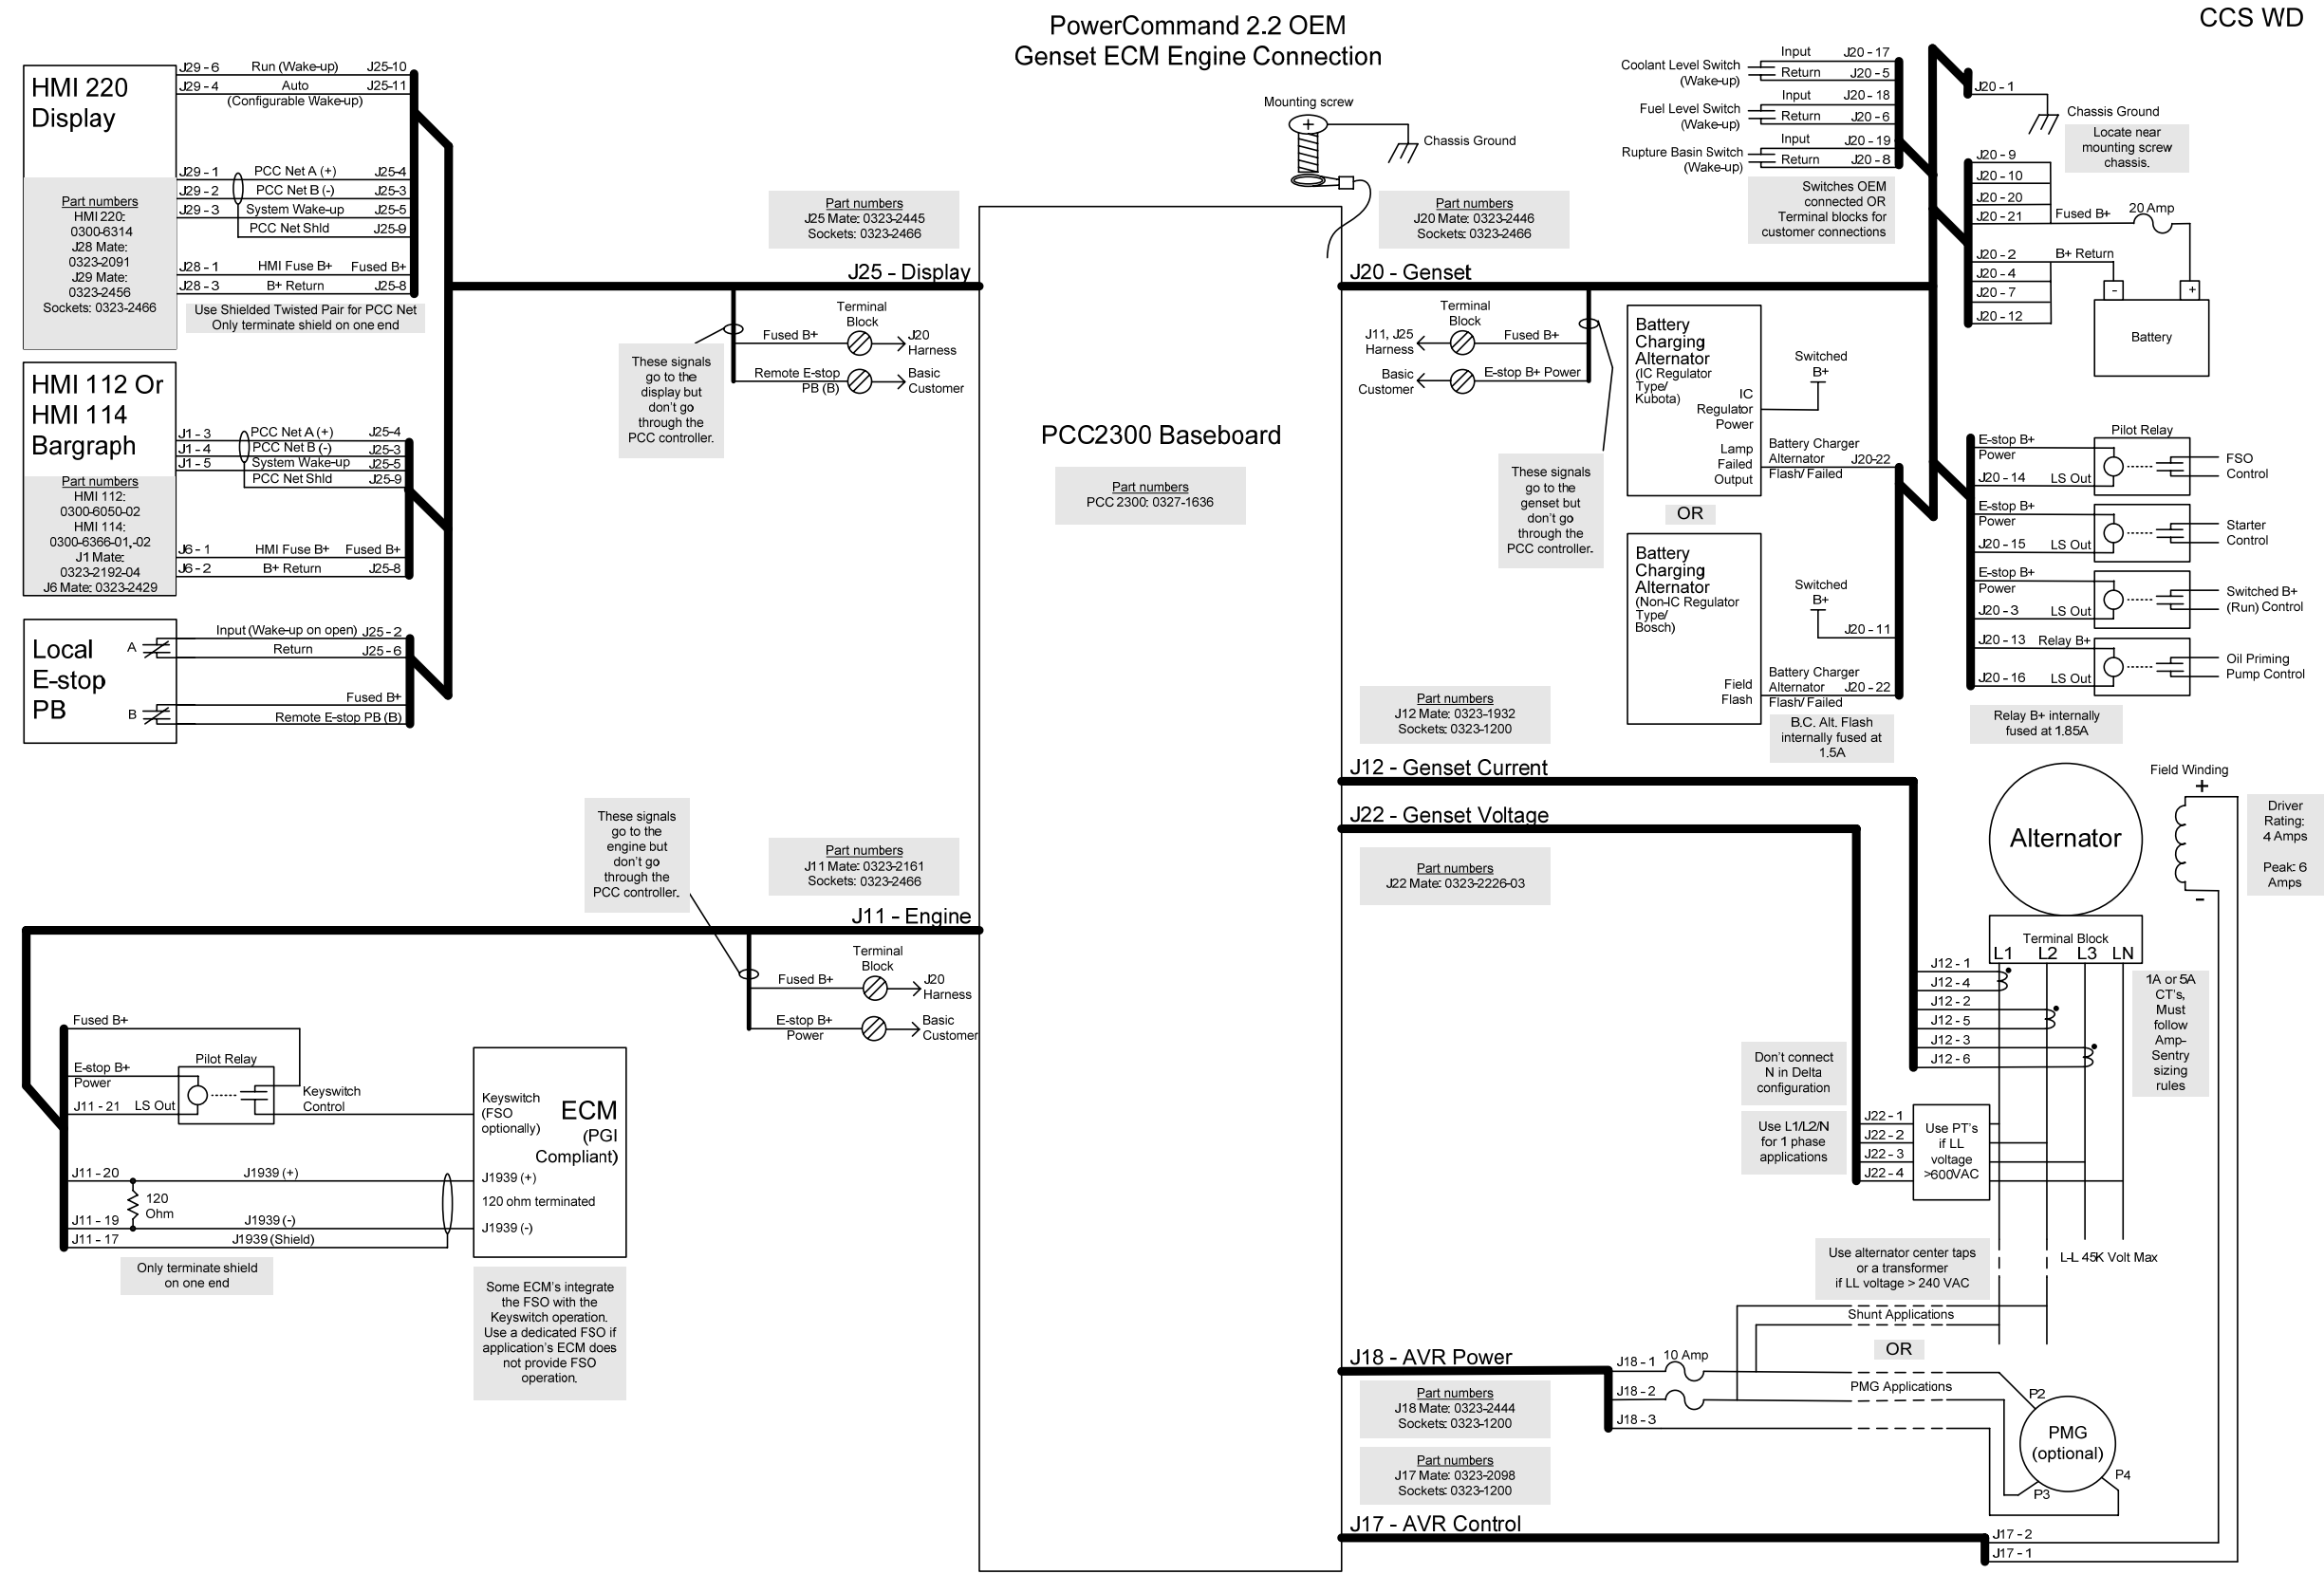 PowerCommand 2.2 OEM
Genset ECM Engine Connection
CCS WD
HMI 220
Display
J29 - 6 Run (Wake-up) J25-10
J29 - 4 Auto J25-11
(Configurable Wake-up)
J29 - 1 PCC Net A (+) J25-4
J29 - 2 PCC Net B (-) J25-3
J29 - 3 System Wake-up J25-5
PCC Net Shld J25-9
J28 - 1 HMI Fuse B+ Fused B+
J28 - 3 B+ Return J25-8
Part numbers
HMI 220:
0300-6314
J28 Mate:
0323-2091
J29 Mate:
0323-2456
Sockets: 0323-2466
Use Shielded Twisted Pair for PCC Net
Only terminate shield on one end
HMI 112 Or
HMI 114
Bargraph
J1 - 3 PCC Net A (+) J25-4
J1 - 4 PCC Net B (-) J25-3
J1 - 5 System Wake-up J25-5
PCC Net Shld J25-9
J6 - 1 HMI Fuse B+ Fused B+
J6 - 2 B+ Return J25-8
Part numbers
HMI 112:
0300-6050-02
HMI 114:
0300-6366-01,-02
J1 Mate:
0323-2192-04
J6 Mate: 0323-2429
Local
E-stop
PB
A
B
Input (Wake-up on open) J25 - 2
Return J25 - 6
Fused B+
Remote E-stop PB (B)
Part numbers
J25 Mate: 0323-2445
Sockets: 0323-2466
J25 - Display
These signals
go to the
display but
don't go
through the
PCC controller.
Terminal
Block
Fused B+
J20
Harness
Remote E-stop
PB (B)
Basic
Customer
These signals
go to the
engine but
don't go
through the
PCC controller.
Part numbers
J11 Mate: 0323-2161
Sockets: 0323-2466
J11 - Engine
Terminal
Block
Fused B+
J20
Harness
E-stop B+
Power
Basic
Customer
Fused B+
Pilot Relay
E-stop B+
Power
J11 - 21 LS Out
Keyswitch
Control
Keyswitch
(FSO
optionally)
ECM
(PGI
Compliant)
J11 - 20 J1939 (+)
J1939 (+)
120
Ohm
120 ohm terminated
J11 - 19 J1939 (-)
J1939 (-)
J11 - 17 J1939 (Shield)
Only terminate shield
on one end
Some ECM's integrate
the FSO with the
Keyswitch operation.
Use a dedicated FSO if
application's ECM does
not provide FSO
operation.
PCC2300 Baseboard
Part numbers
PCC 2300: 0327-1636
Mounting screw
Chassis Ground
Part numbers
J20 Mate: 0323-2446
Sockets: 0323-2466
J20 - Genset
Terminal
Block
J11, J25
Harness
Fused B+
Basic
Customer
E-stop B+ Power
These signals
go to the
genset but
don't go
through the
PCC controller.
Coolant Level Switch
(Wake-up)
Input J20 - 17
Return J20 - 5
Fuel Level Switch
(Wake-up)
Input J20 - 18
Return J20 - 6
Rupture Basin Switch
(Wake-up)
Input J20 - 19
Return J20 - 8
Switches OEM
connected OR
Terminal blocks for
customer connections
J20 - 1
Chassis Ground
Locate near
mounting screw
chassis.
J20 - 9
J20 - 10
J20 - 20
J20 - 21 Fused B+ 20 Amp
J20 - 2 B+ Return
J20 - 4
J20 - 7
J20 - 12
- +
Battery
Battery
Charging
Alternator
(IC Regulator
Type/
Kubota)
IC
Regulator
Power
Switched
B+
Lamp
Failed
Output
Battery Charger
Alternator J20-22
Flash/Failed
OR
Battery
Charging
Alternator
(Non-IC Regulator
Type/
Bosch)
Switched
B+
J20 - 11
Field
Flash
Battery Charger
Alternator J20 - 22
Flash/Failed
B.C. Alt. Flash
internally fused at
1.5A
E-stop B+
Power
Pilot Relay
J20 - 14 LS Out
FSO
Control
E-stop B+
Power
J20 - 15 LS Out
Starter
Control
E-stop B+
Power
J20 - 3 LS Out
Switched B+
(Run) Control
J20 - 13 Relay B+
J20 - 16 LS Out
Oil Priming
Pump Control
Relay B+ internally
fused at 1.85A
Part numbers
J12 Mate: 0323-1932
Sockets: 0323-1200
J12 - Genset Current
J22 - Genset Voltage
Part numbers
J22 Mate: 0323-2226-03
Alternator
Field Winding
+
-
Driver
Rating:
4 Amps
Peak: 6
Amps
Terminal Block
L1 L2 L3 LN
J12 - 1
J12 - 4
J12 - 2
J12 - 5
J12 - 3
J12 - 6
1A or 5A
CT's,
Must
follow
Amp-
Sentry
sizing
rules
Don't connect
N in Delta
configuration
Use L1/L2/N
for 1 phase
applications
J22 - 1
J22 - 2
J22 - 3
J22 - 4
Use PT's
if LL
voltage
>600VAC
Use alternator center taps
or a transformer
if LL voltage > 240 VAC
L-L 45K Volt Max
Shunt Applications
OR
J18 - AVR Power
Part numbers
J18 Mate: 0323-2444
Sockets: 0323-1200
J18 - 1 10 Amp
J18 - 2
J18 - 3
PMG Applications
P2
PMG
(optional)
P4
P3
Part numbers
J17 Mate: 0323-2098
Sockets: 0323-1200
J17 - AVR Control
J17 - 2
J17 - 1